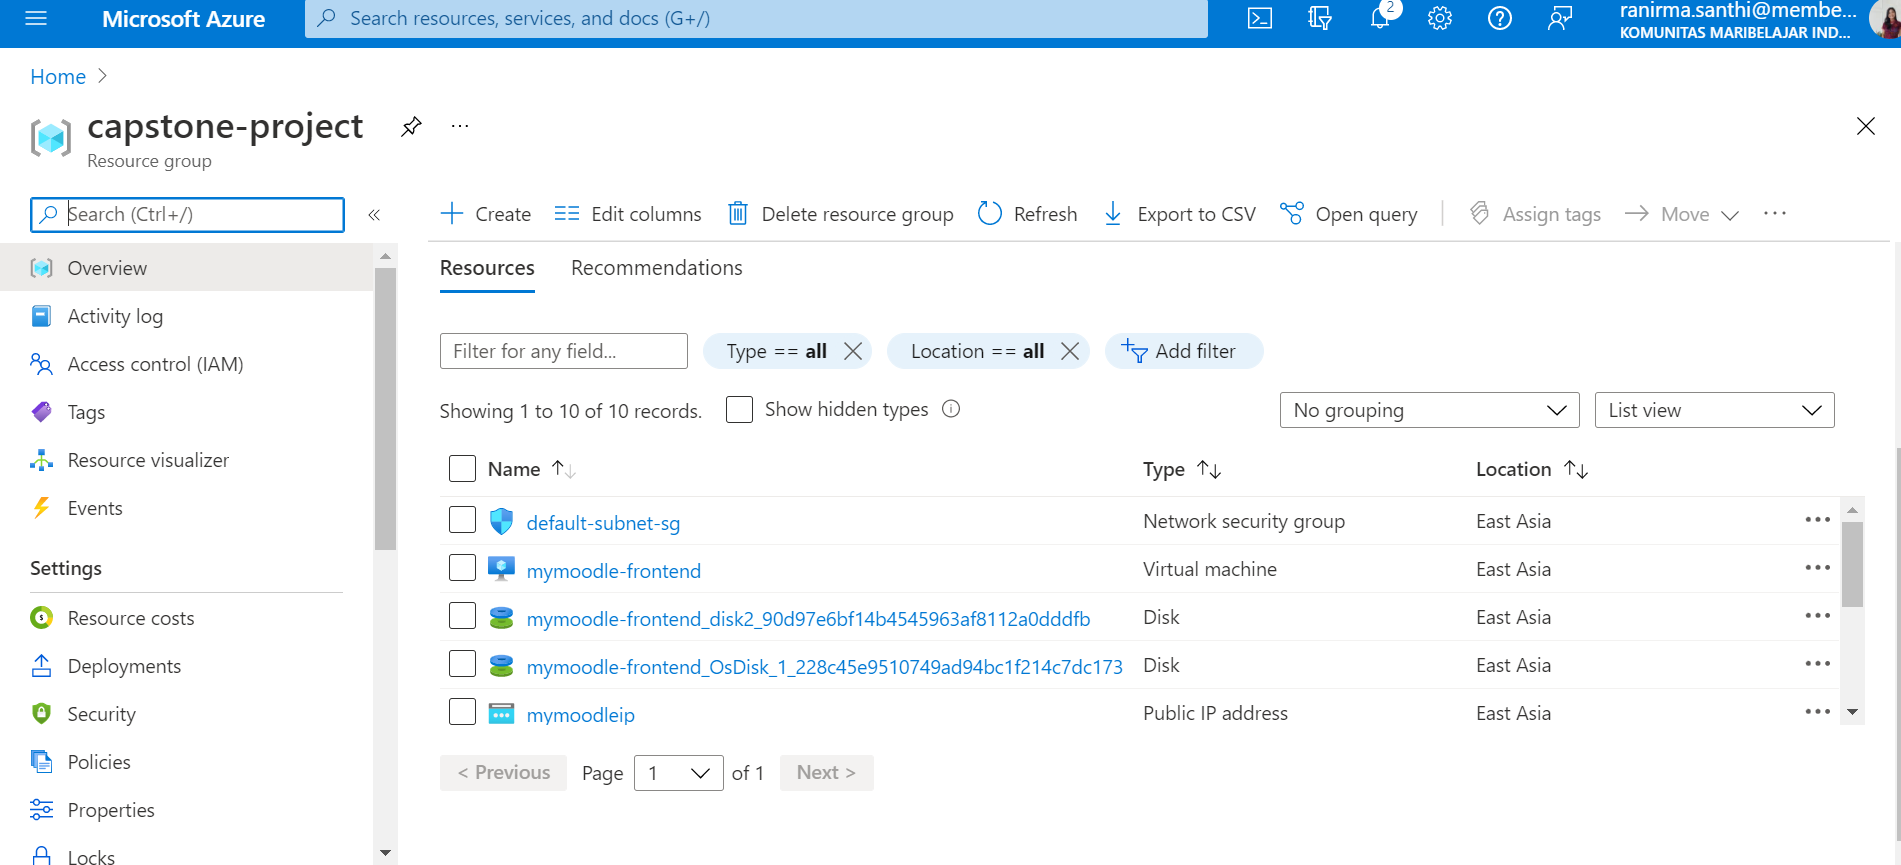 Microsoft Azure
Search resources, services, and docs (G+/)
2
ranirma.santhi@membe...
KOMUNITAS MARIBELAJAR IND...
Home >
capstone-project
Resource group
Search (Ctrl+/)
«
Create
Edit columns
Delete resource group
Refresh
Export to CSV
Open query
Assign tags
Move
Overview
Activity log
Access control (IAM)
Tags
Resource visualizer
Events
Settings
Resource costs
Deployments
Security
Policies
Properties
Locks
Resources Recommendations
Filter for any field...
Type == all
Location == all
Add filter
Showing 1 to 10 of 10 records.
Show hidden types
No grouping
List view
Name ↑↓ Type ↑↓ Location ↑↓
default-subnet-sg Network security group East Asia
mymoodle-frontend Virtual machine East Asia
mymoodle-frontend_disk2_90d97e6bf14b4545963af8112a0dddfb Disk East Asia
mymoodle-frontend_OsDisk_1_228c45e9510749ad94bc1f214c7dc173 Disk East Asia
mymoodleip Public IP address East Asia
< Previous Page 1 of 1 Next >